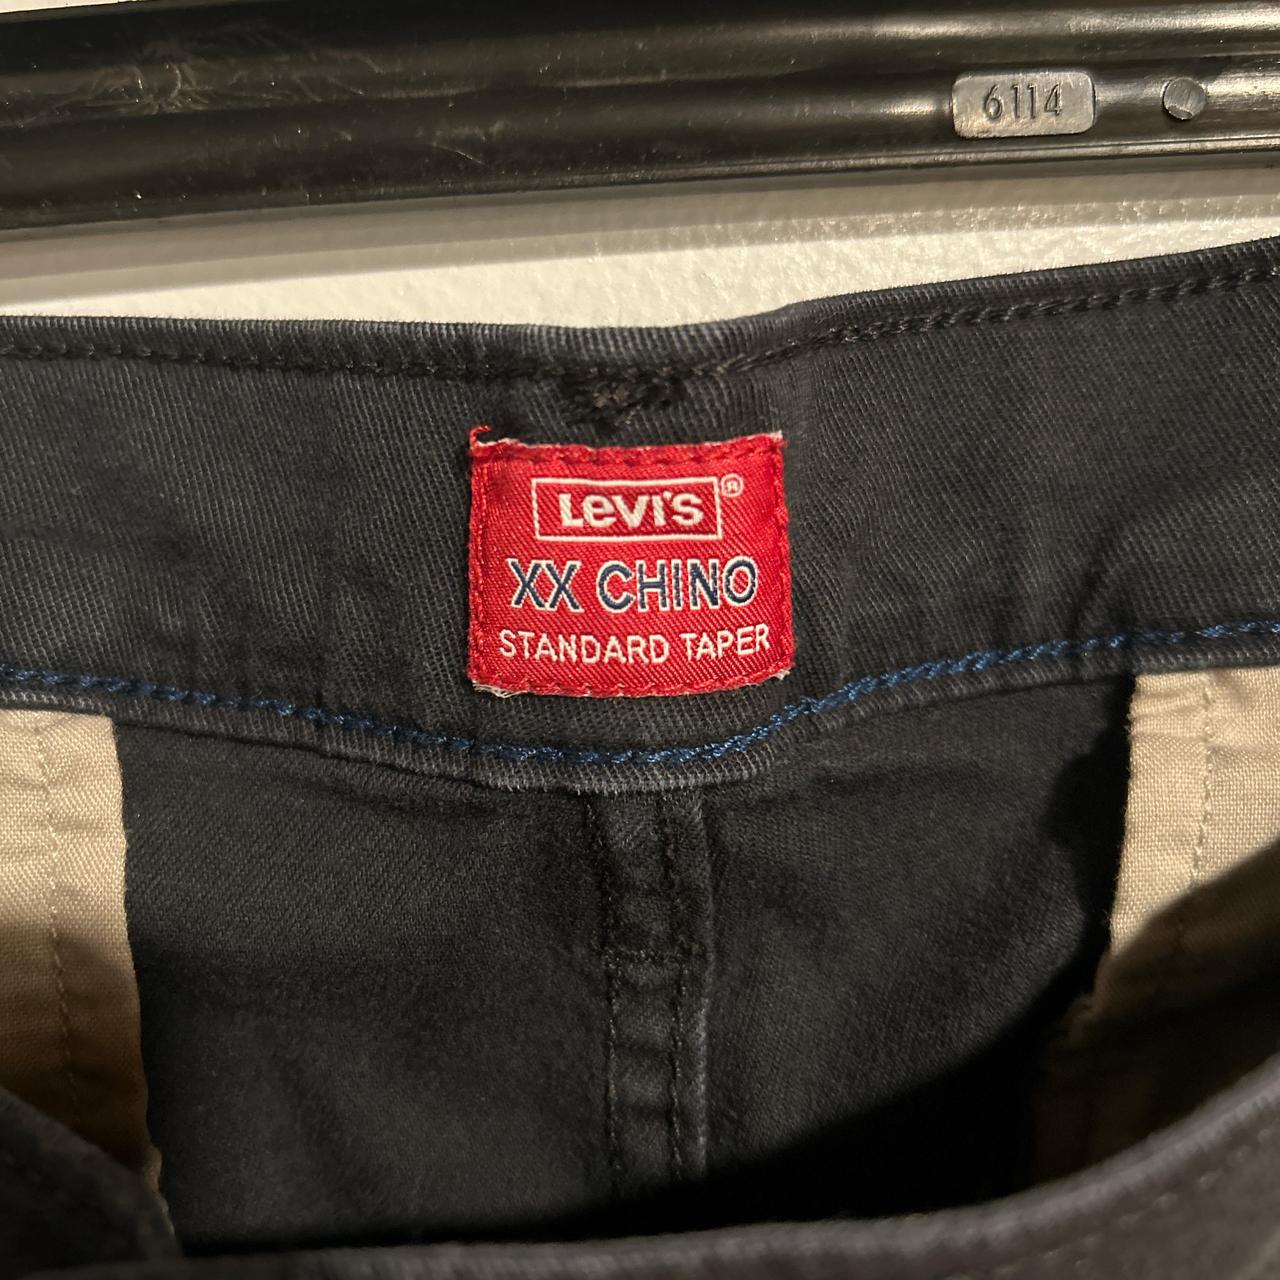 6114
Levi's®
XX CHINO
STANDARD TAPER